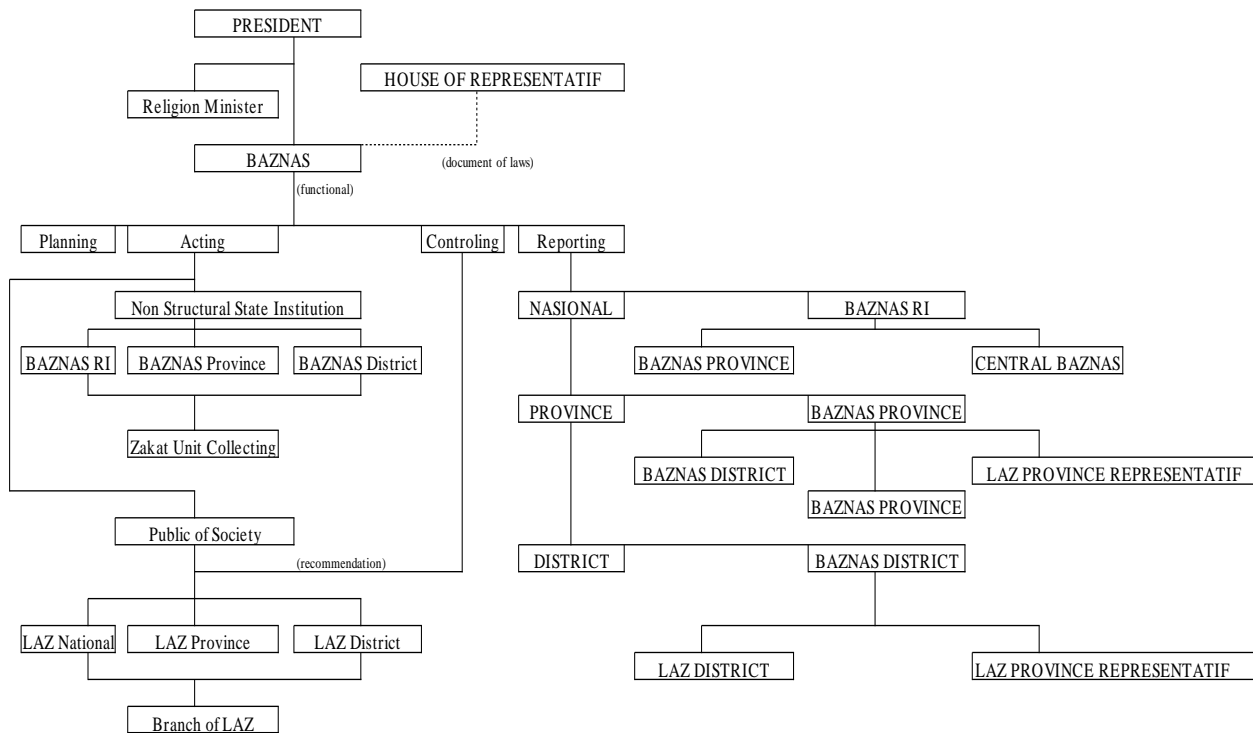 PRESIDENT
HOUSE OF REPRESENTATIF
Religion Minister
BAZNAS
(document of laws)
(functional)
Planning
Acting
Controling
Reporting
Non Structural State Institution
NASIONAL
BAZNAS RI
BAZNAS RI
BAZNAS Province
BAZNAS District
BAZNAS PROVINCE
CENTRAL BAZNAS
PROVINCE
BAZNAS PROVINCE
Zakat Unit Collecting
BAZNAS DISTRICT
LAZ PROVINCE REPRESENTATIF
BAZNAS PROVINCE
Public of Society
(recommendation)
DISTRICT
BAZNAS DISTRICT
LAZ National
LAZ Province
LAZ District
LAZ DISTRICT
LAZ PROVINCE REPRESENTATIF
Branch of LAZ